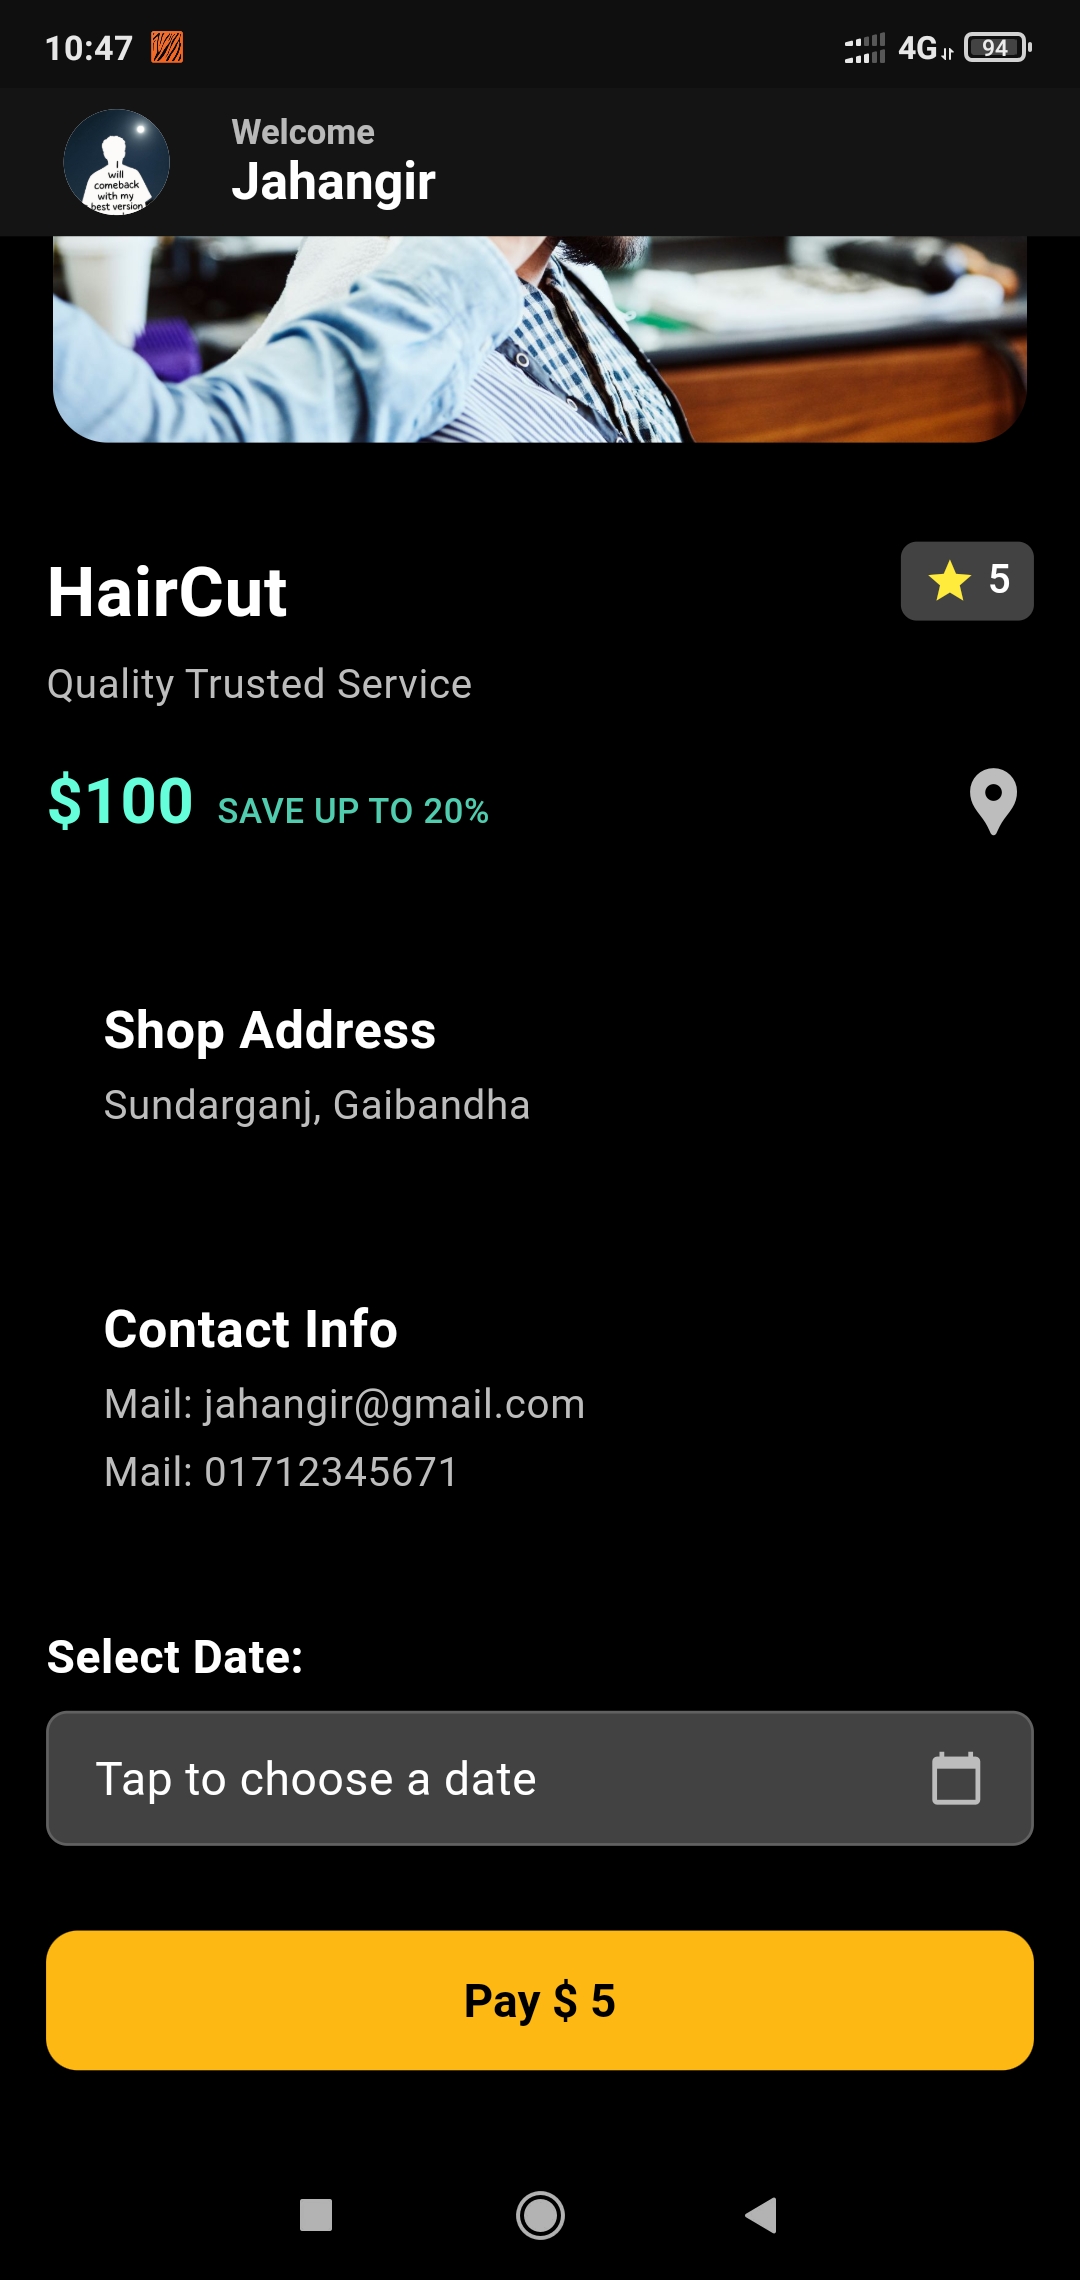 10:47
4G 94
I
will
comeback
with my
best version
Welcome
Jahangir
HairCut
5
Quality Trusted Service
$100 SAVE UP TO 20%
Shop Address
Sundarganj, Gaibandha
Contact Info
Mail: jahangir@gmail.com
Mail: 01712345671
Select Date:
Tap to choose a date
Pay $ 5